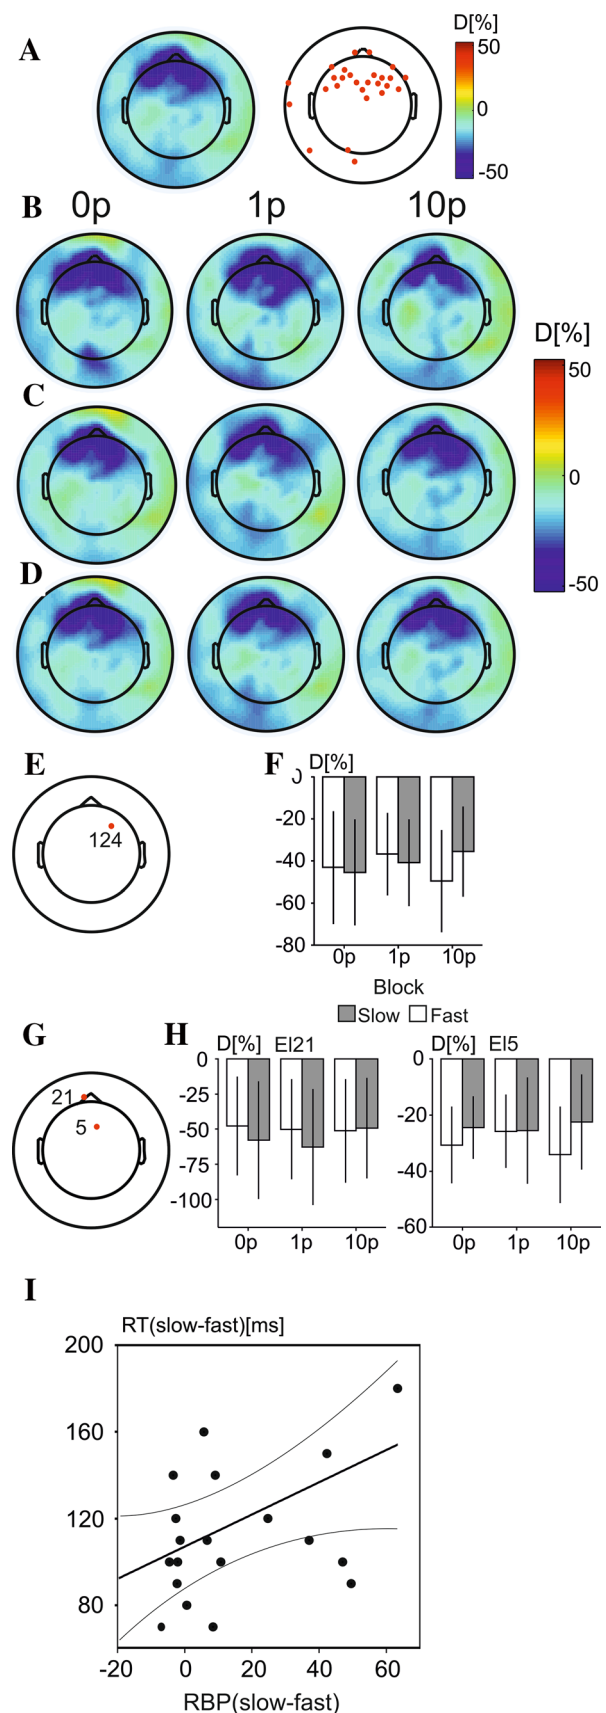 A
D[%]
50
0
-50
B 0p 1p 10p
D[%]
50
0
-50
C
D
E
124
F D[%]
0
-20
-40
-60
-80
0p 1p 10p
Block
Slow Fast
G
21
5
H D[%] El21
0
-25
-50
-75
-100
0p 1p 10p
D[%] El5
0
-20
-40
-60
0p 1p 10p
I
RT(slow-fast)[ms]
200
160
120
80
-20 0 20 40 60
RBP(slow-fast)